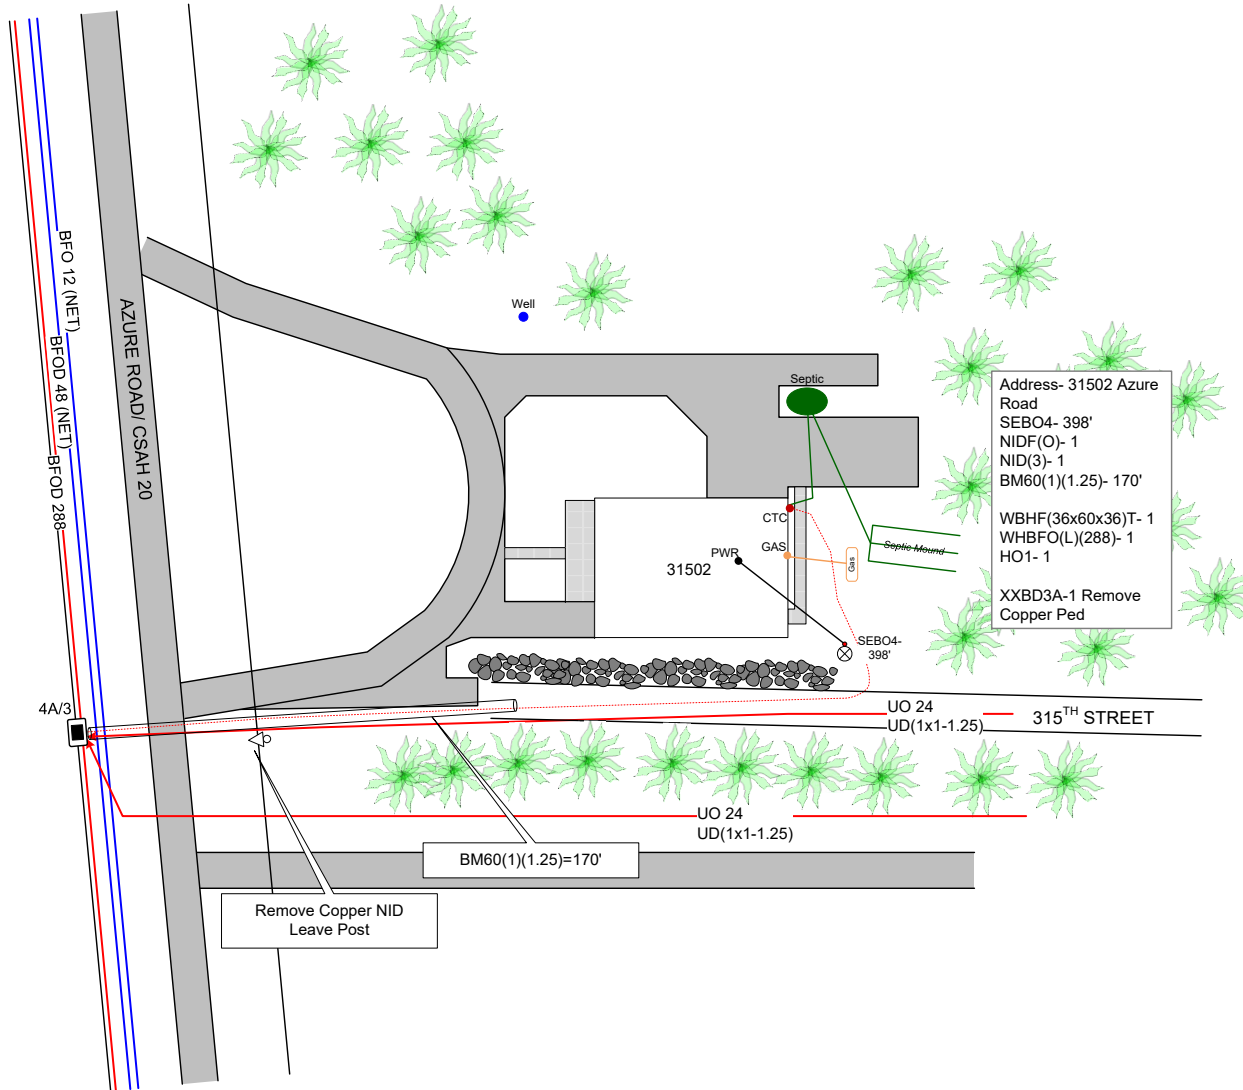 BFO 12 (NET)
BFOD 48 (NET)
BFOD 288
AZURE ROAD/ CSAH 20
Well
Septic
Address- 31502 Azure
Road
SEBO4- 398'
NIDF(O)- 1
NID(3)- 1
BM60(1)(1.25)- 170'
WBHF(36x60x36)T- 1
WHBFO(L)(288)- 1
HO1- 1
XXBD3A-1 Remove
Copper Ped
CTC
GAS
PWR
31502
Gas
Septic Mound
SEBO4-
398'
4A/3
UO 24
UD(1x1-1.25)
315TH STREET
UO 24
UD(1x1-1.25)
BM60(1)(1.25)=170'
Remove Copper NID
Leave Post